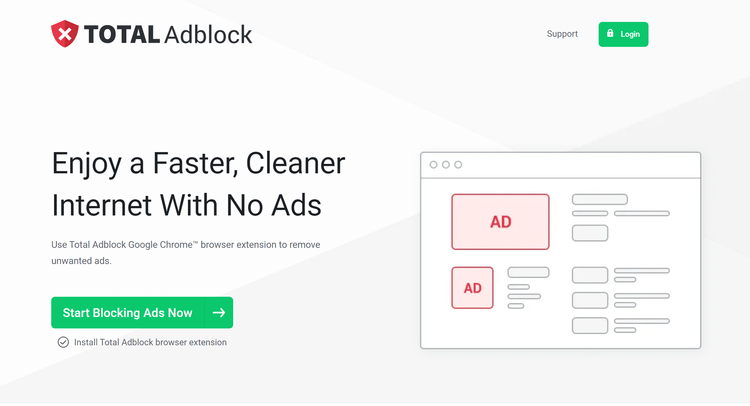 TOTAL Adblock
Support
Login
Enjoy a Faster, Cleaner
Internet With No Ads
Use Total Adblock Google Chrome™ browser extension to remove
unwanted ads.
Start Blocking Ads Now
Install Total Adblock browser extension
AD
AD